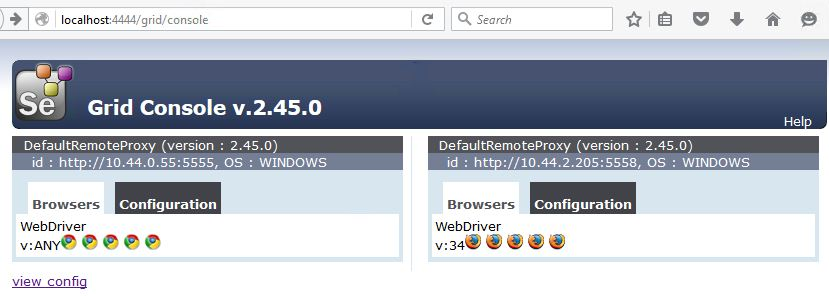 localhost:4444/grid/console
Search
Se
Grid Console v.2.45.0
Help
DefaultRemoteProxy (version : 2.45.0)
id : http://10.44.0.55:5555, OS : WINDOWS
Browsers
Configuration
WebDriver
v:ANY
DefaultRemoteProxy (version : 2.45.0)
id : http://10.44.2.205:5558, OS : WINDOWS
Browsers
Configuration
WebDriver
v:34
view config